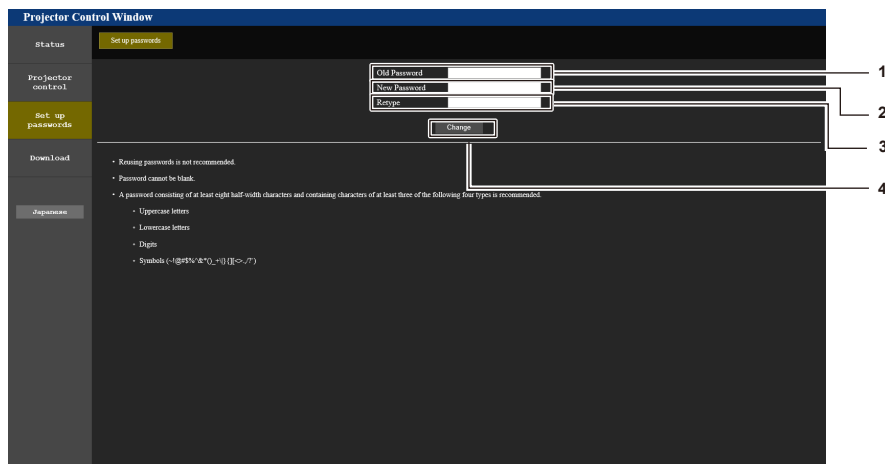 Projector Control Window
Status
Set up passwords
Projector
control
Set up
passwords
Download
Japanese
Old Password
1
New Password
2
Retype
3
Change
4
• Reusing passwords is not recommended.
• Password cannot be blank.
• A password consisting of at least eight half-width characters and containing characters of at least three of the following four types is recommended.
• Uppercase letters
• Lowercase letters
• Digits